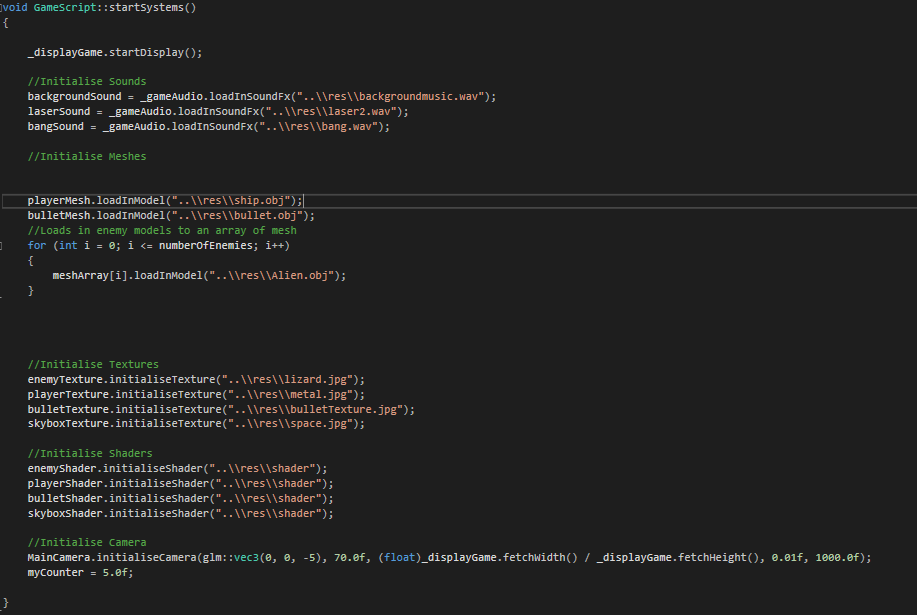 void GameScript::startSystems()
{
_displayGame.startDisplay();
//Initialise Sounds
backgroundSound = _gameAudio.loadInSoundFx("..\\res\\backgroundmusic.wav");
laserSound = _gameAudio.loadInSoundFx("..\\res\\laser2.wav");
bangSound = _gameAudio.loadInSoundFx("..\\res\\bang.wav");
//Initialise Meshes
playerMesh.loadInModel("..\\res\\ship.obj");
bulletMesh.loadInModel("..\\res\\bullet.obj");
//Loads in enemy models to an array of mesh
for (int i = 0; i <= numberOfEnemies; i++)
{
meshArray[i].loadInModel("..\\res\\Alien.obj");
}
//Initialise Textures
enemyTexture.initialiseTexture("..\\res\\lizard.jpg");
playerTexture.initialiseTexture("..\\res\\metal.jpg");
bulletTexture.initialiseTexture("..\\res\\bulletTexture.jpg");
skyboxTexture.initialiseTexture("..\\res\\space.jpg");
//Initialise Shaders
enemyShader.initialiseShader("..\\res\\shader");
playerShader.initialiseShader("..\\res\\shader");
bulletShader.initialiseShader("..\\res\\shader");
skyboxShader.initialiseShader("..\\res\\shader");
//Initialise Camera
MainCamera.initialiseCamera(glm::vec3(0, 0, -5), 70.0f, (float)_displayGame.fetchWidth() / _displayGame.fetchHeight(), 0.01f, 1000.0f);
myCounter = 5.0f;
}